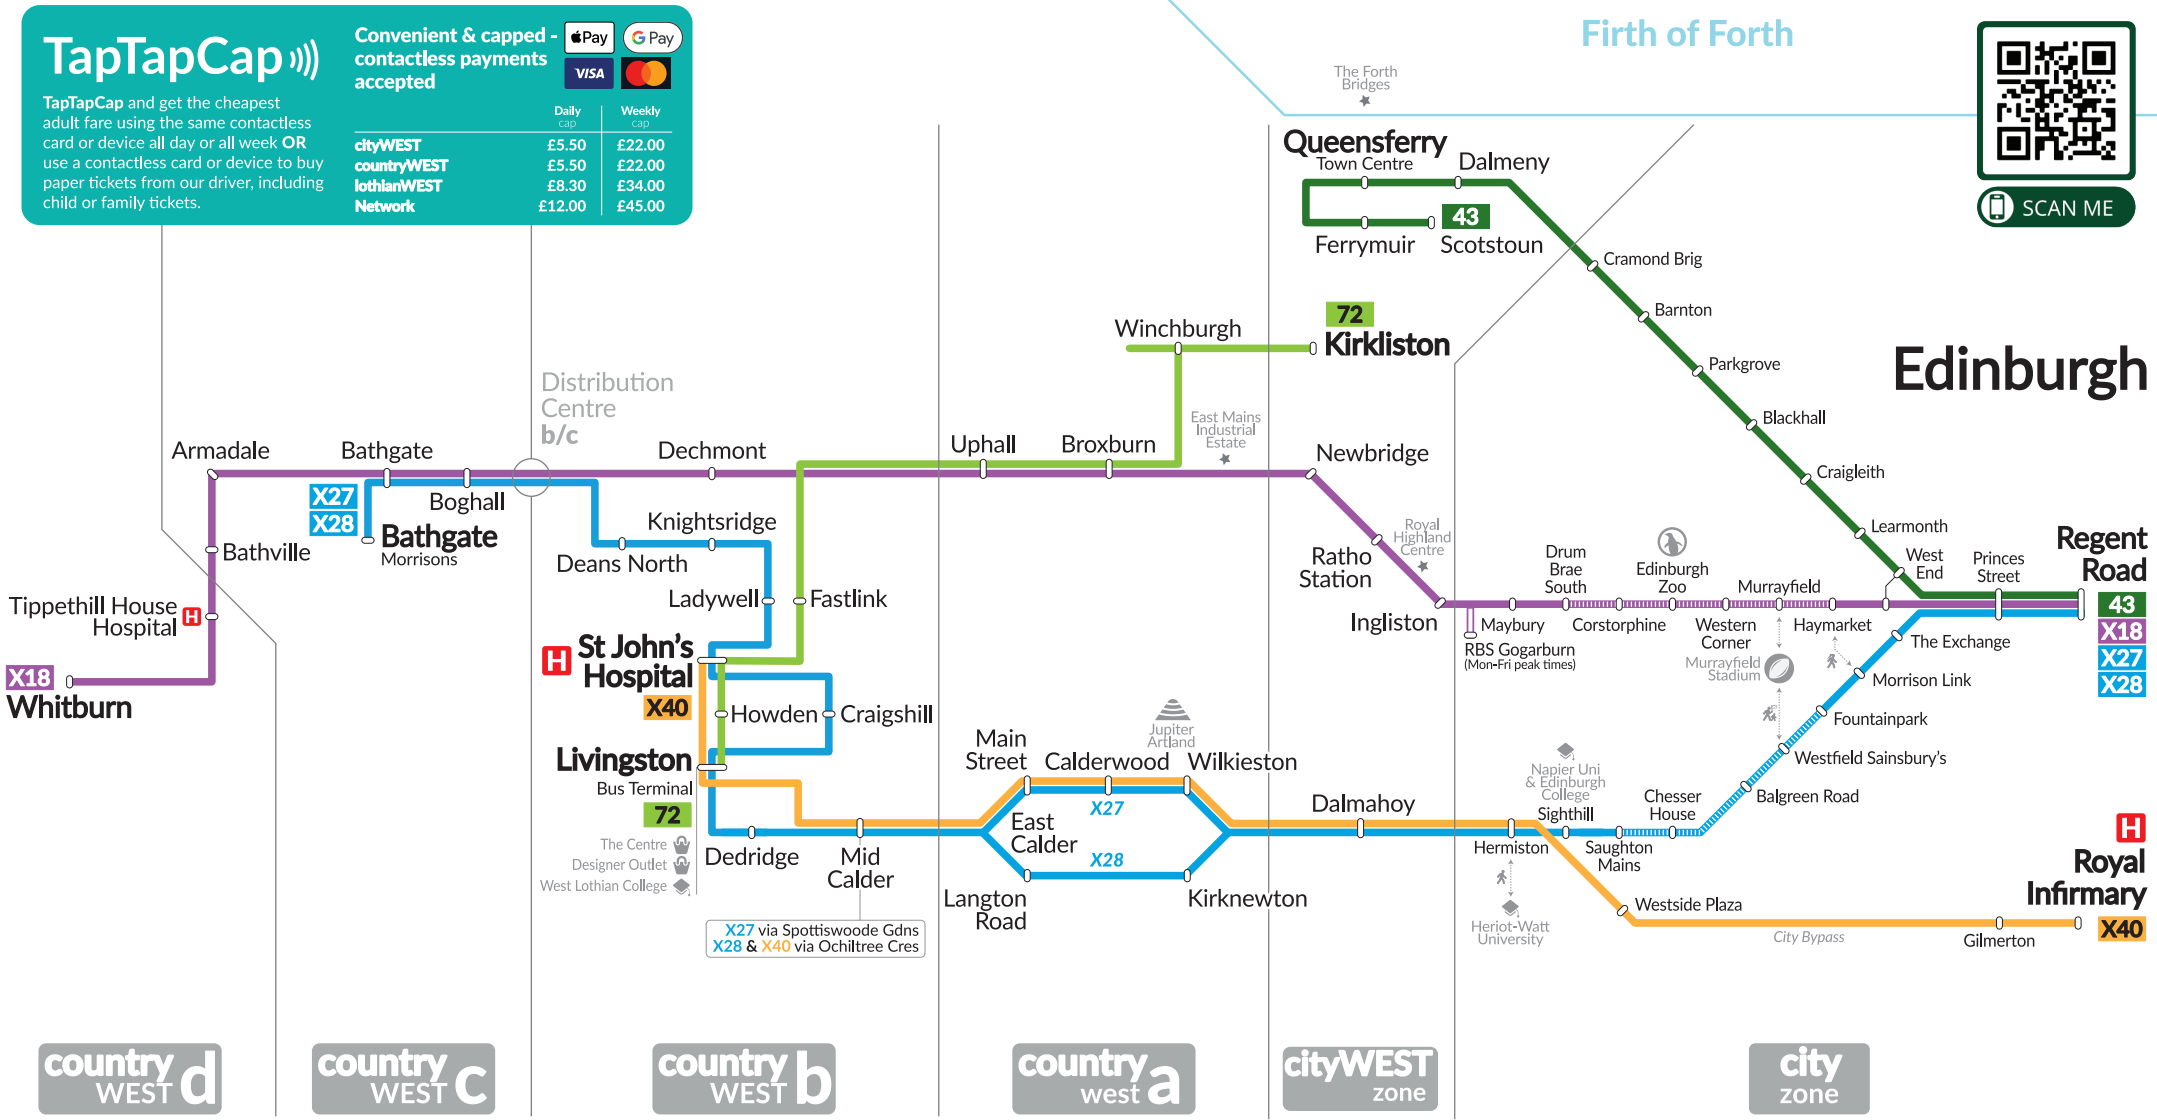 TapTapCap
TapTapCap and get the cheapest
adult fare using the same contactless
card or device all day or all week OR
use a contactless card or device to buy
paper tickets from our driver, including
child or family tickets.
Convenient & capped -
contactless payments
accepted
Pay
G Pay
VISA
Daily
cap
Weekly
cap
cityWEST £5.50 £22.00
countryWEST £5.50 £22.00
lothianWEST £8.30 £34.00
Network £12.00 £45.00
Firth of Forth
The Forth
Bridges
SCAN ME
Queensferry
Town Centre
Dalmeny
43
Ferrymuir
Scotstoun
Cramond Brig
Barnton
Parkgrove
Blackhall
Craigleith
Learmonth
West
End
Princes
Street
Edinburgh
Regent
Road
43
X18
X27
X28
72
Kirkliston
Winchburgh
East Mains
Industrial
Estate
Distribution
Centre
b/c
Armadale
Bathgate
Boghall
Dechmont
Uphall
Broxburn
Newbridge
X27
X28
Bathgate
Morrisons
Bathville
Tippethill House
Hospital
H
X18
Whitburn
Knightsridge
Deans North
Ladywell
Fastlink
H
St John's
Hospital
X40
Howden
Craigshill
Livingston
Bus Terminal
72
The Centre
Designer Outlet
West Lothian College
Dedridge
Mid
Calder
X27 via Spottiswoode Gdns
X28 & X40 via Ochiltree Cres
Main
Street
Calderwood
Jupiter
Artland
Wilkieston
X27
East
Calder
X28
Langton
Road
Kirknewton
Dalmahoy
Ratho
Station
Royal
Highland
Centre
Ingliston
Maybury
RBS Gogarburn
(Mon-Fri peak times)
Drum
Brae
South
Corstorphine
Edinburgh
Zoo
Western
Corner
Murrayfield
Murrayfield
Stadium
Haymarket
The Exchange
Morrison Link
Fountainpark
Westfield Sainsbury's
Balgreen Road
Chesser
House
Napier Uni
& Edinburgh
College
Sighthill
Saughton
Mains
Hermiston
Heriot-Watt
University
Westside Plaza
City Bypass
Gilmerton
H
Royal
Infirmary
X40
country
WEST d
country
WEST c
country
WEST b
country
west a
cityWEST
zone
city
zone